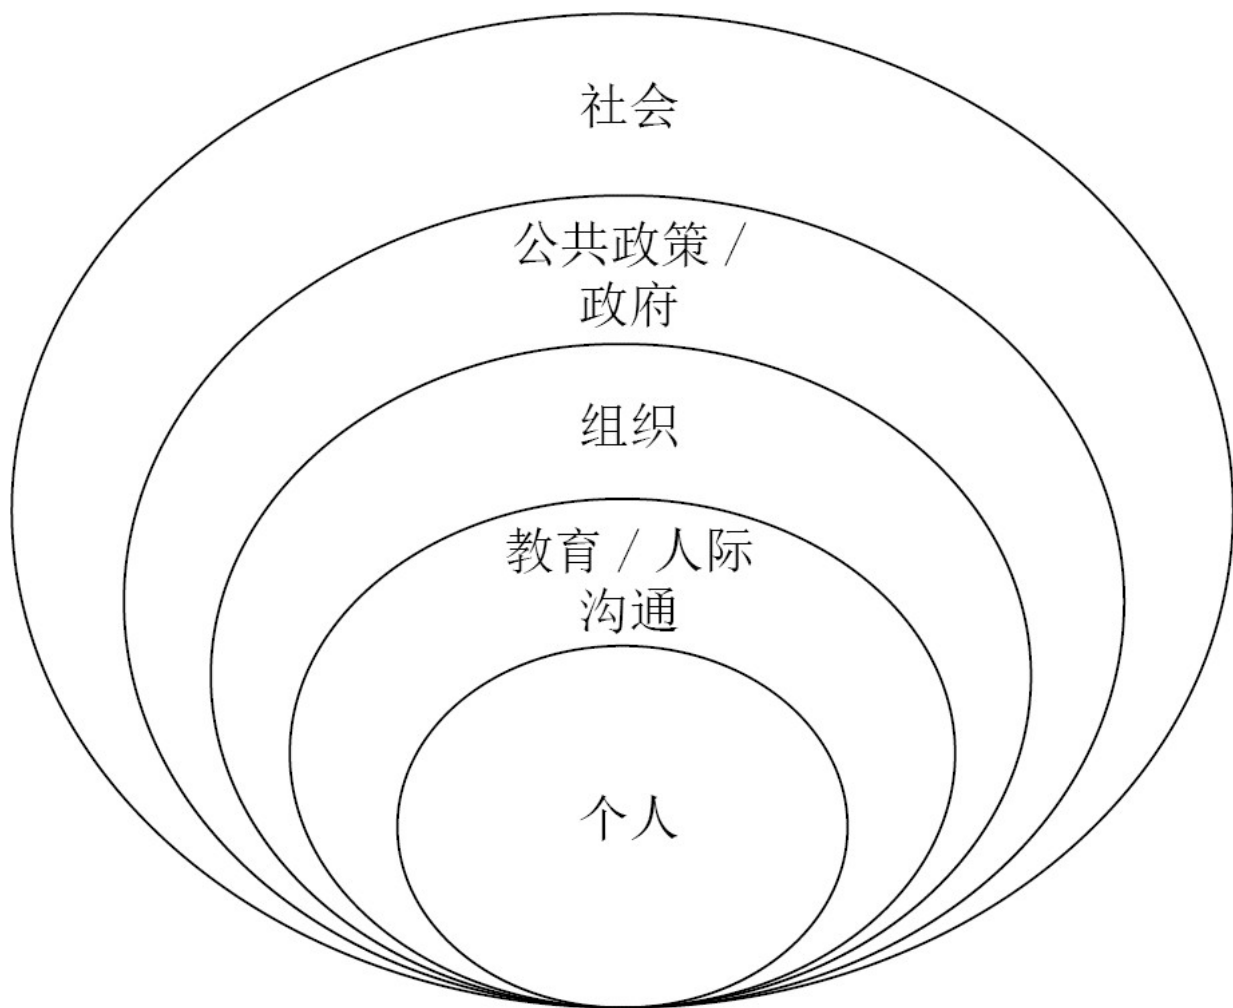 社会
公共政策 /
政府
组织
教育 / 人际
沟通
个人